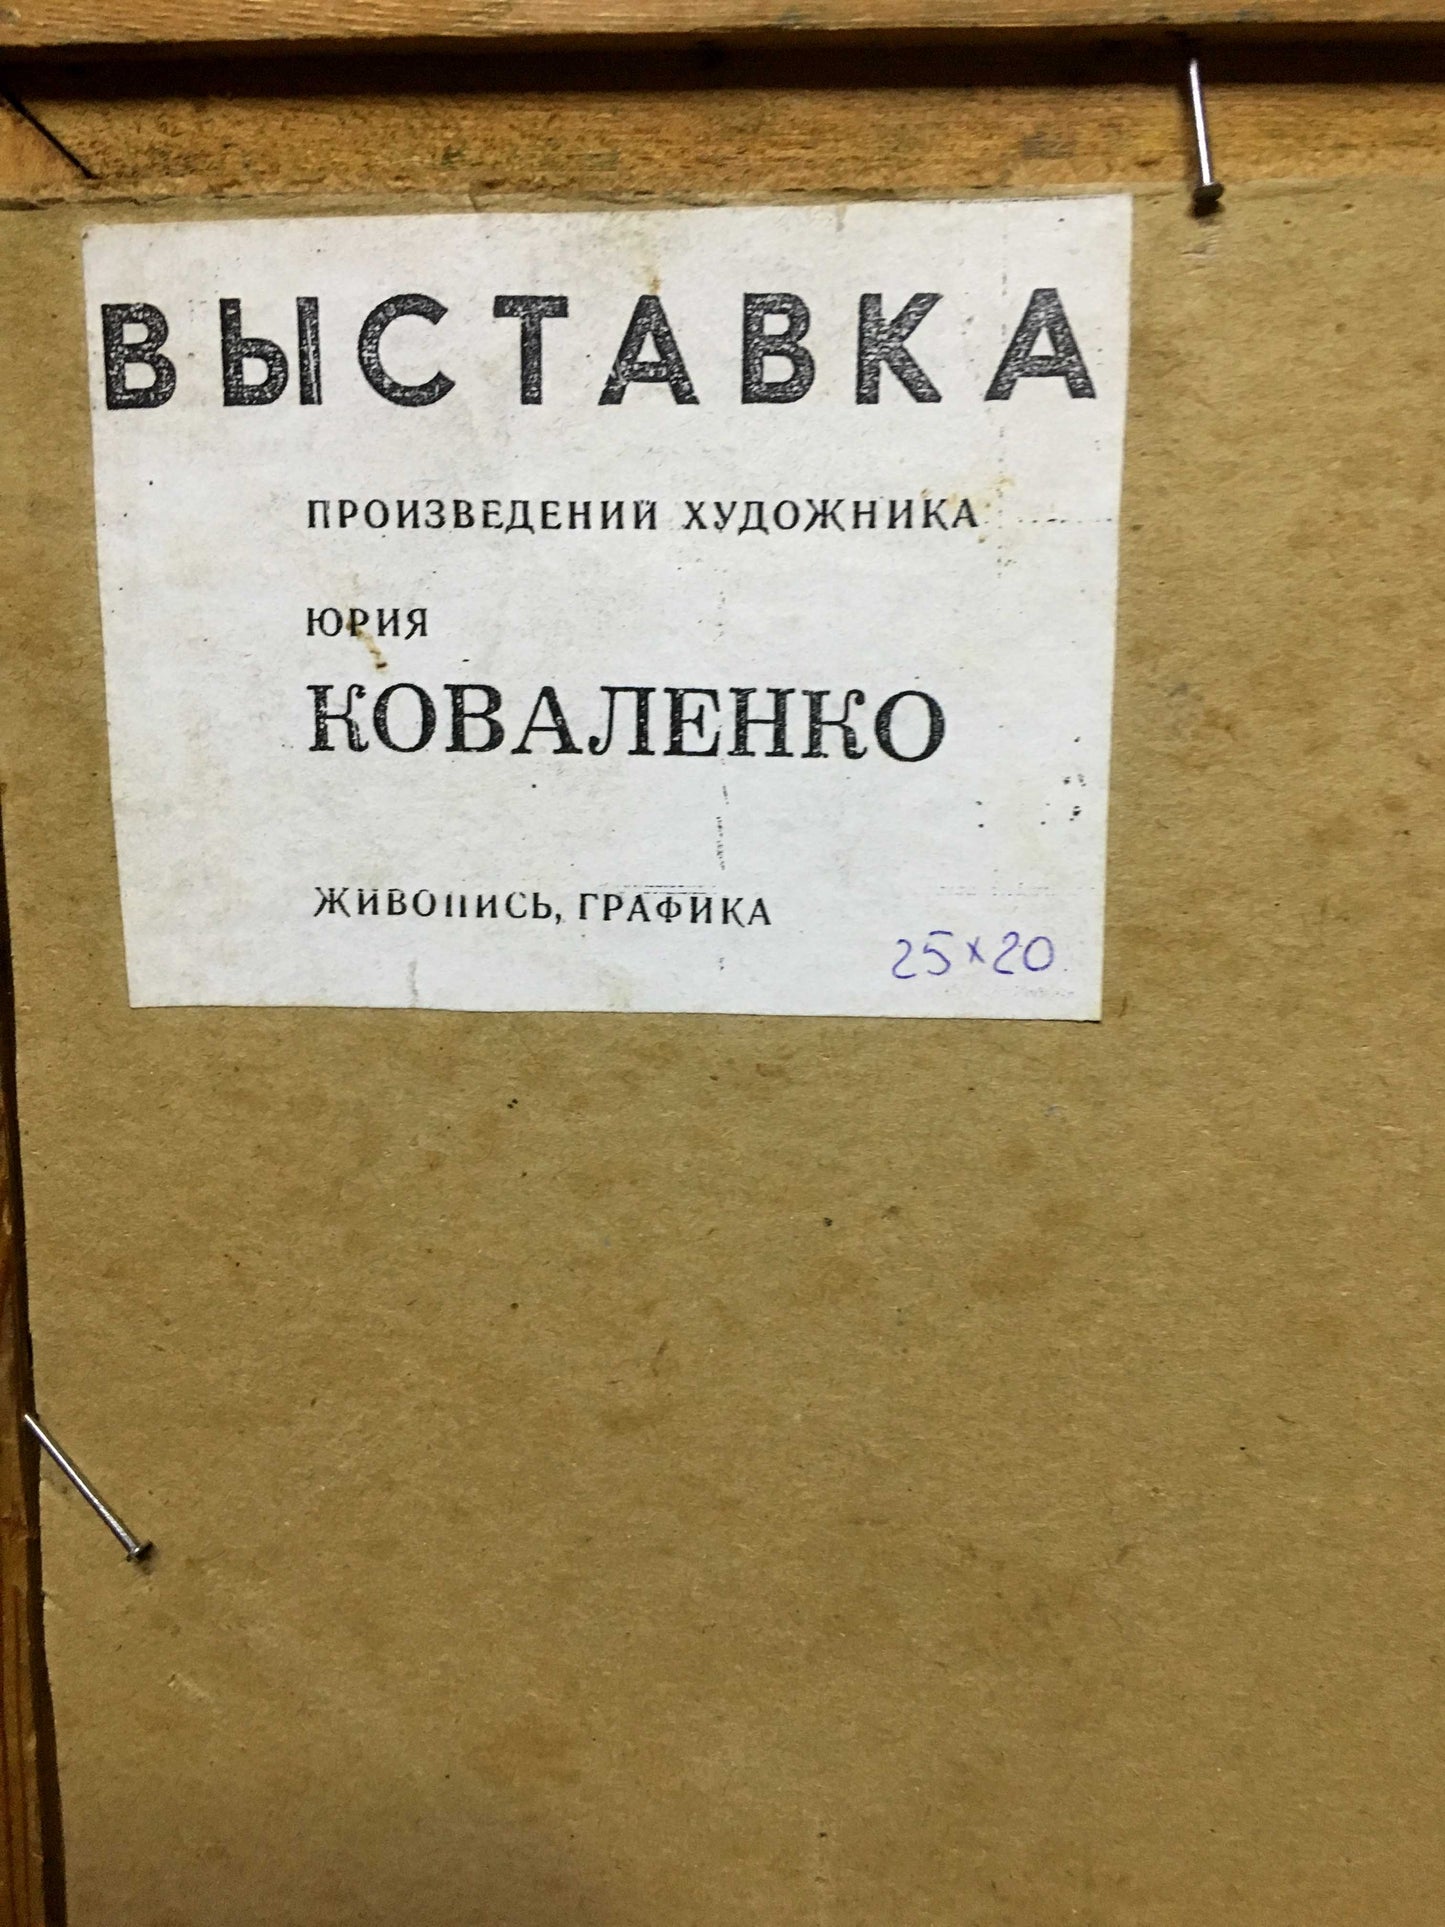 ВЫСТАВКА
ПРОИЗВЕДЕНИЙ ХУДОЖНИКА
ЮРИЯ
КОВАЛЕНКО
ЖИВОПИСЬ, ГРАФИКА
25×20